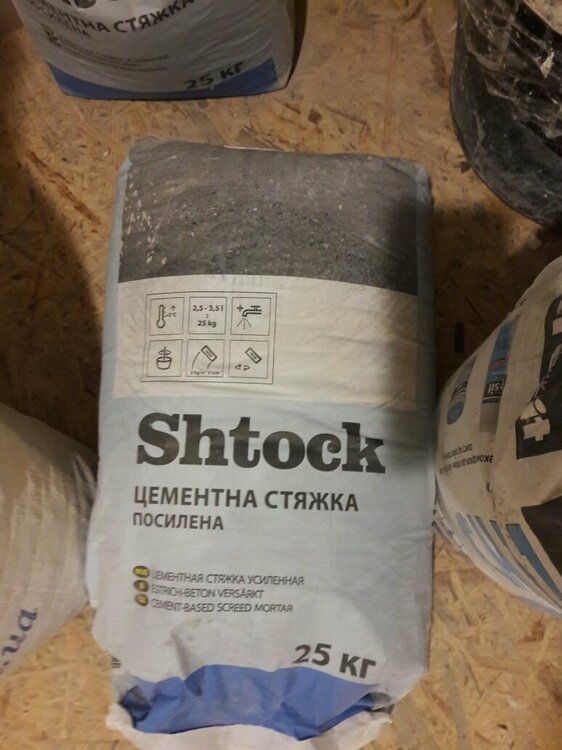 ЦЕМЕНТНА СТЯЖКА
ПОСИЛЕНА
25 КГ
2,5 - 3,5 l
:
25 kg
Shtock
ЦЕМЕНТНА СТЯЖКА
ПОСИЛЕНА
ЦЕМЕНТНАЯ СТЯЖКА УСИЛЕННАЯ
ESTRICH-BETON VERSÄRKT
CEMENT-BASED SCREED MORTAR
25 КГ